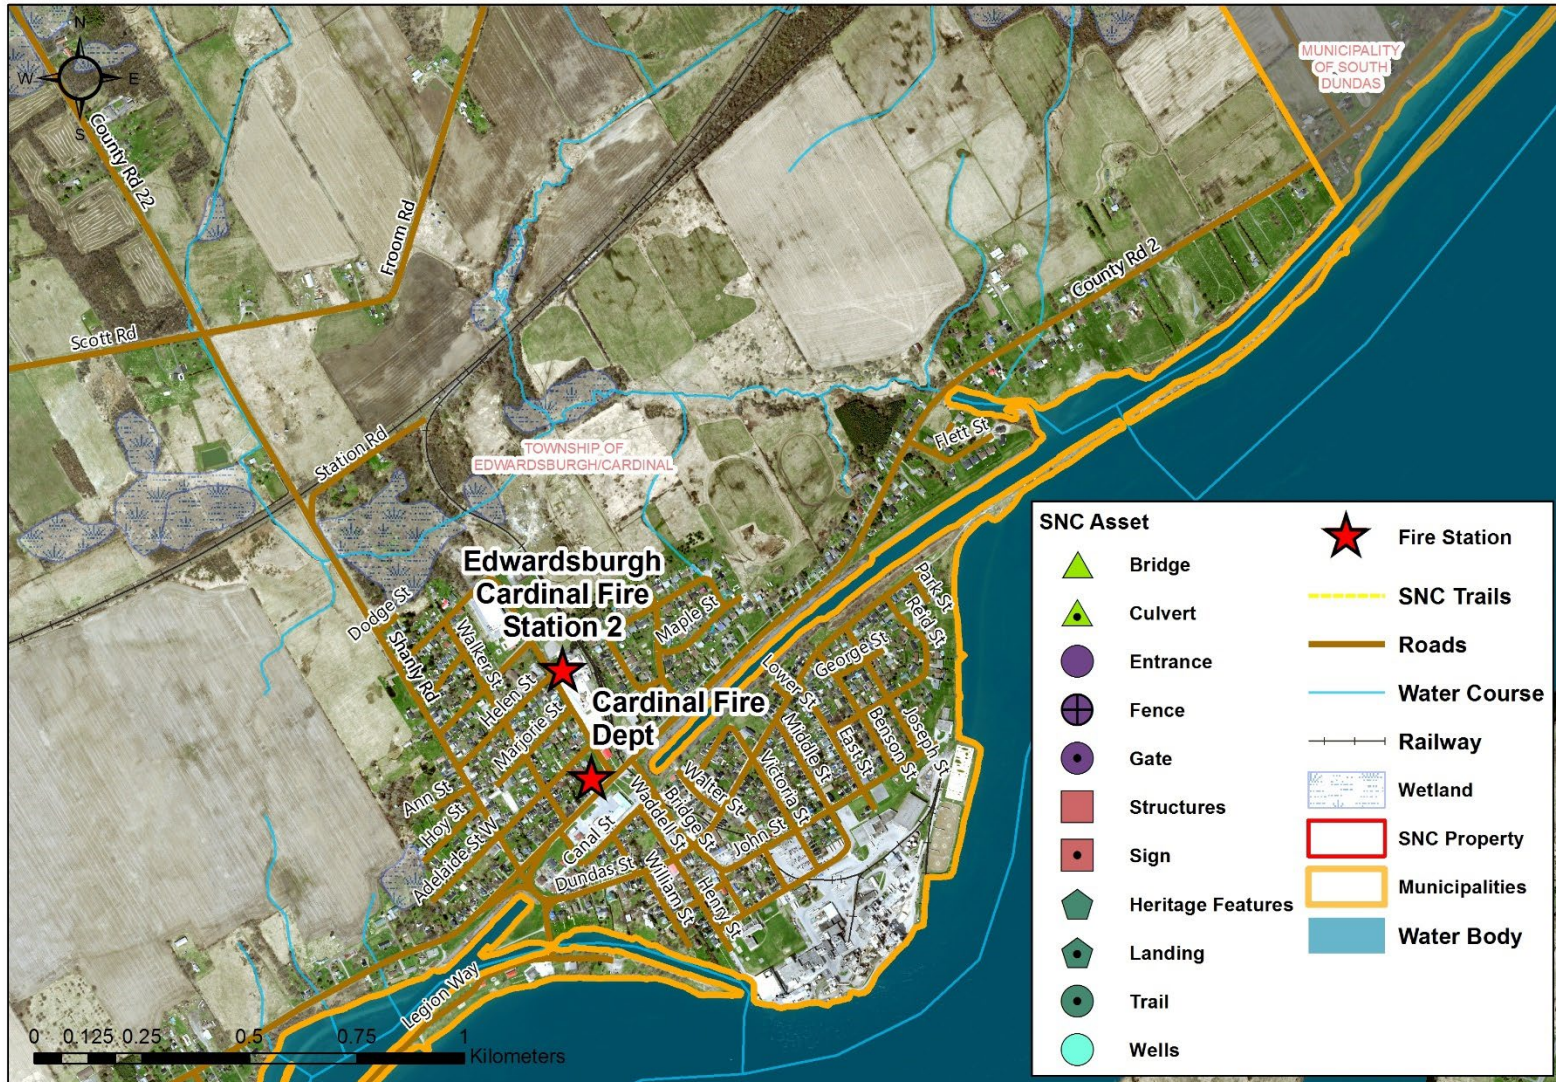 N
W
E
S
MUNICIPALITY
OF SOUTH
DUNDAS
County Rd 22
Froom Rd
Scott Rd
County Rd 2
Station Rd
Flett St
TOWNSHIP OF
EDWARDSBURGH/CARDINAL
Edwardsburgh
Cardinal Fire
Station 2
Dodge St
Shanly Rd
Walker St
Maple St
Helen St
Marjorie St
Cardinal Fire
Dept
Park St
Reid St
George St
Lower St
Middle St
East St
Benson St
Joseph St
Victoria St
Walter St
Bridge St
Waddell St
John St
Ann St
Hoy St
Adelaide St W
Canal St
Dundas St
William St
Henry St
Legion Way
0 0.125 0.25 0.5 0.75 1
Kilometers
SNC Asset
Bridge
Culvert
Entrance
Fence
Gate
Structures
Sign
Heritage Features
Landing
Trail
Wells
Fire Station
SNC Trails
Roads
Water Course
Railway
Wetland
SNC Property
Municipalities
Water Body